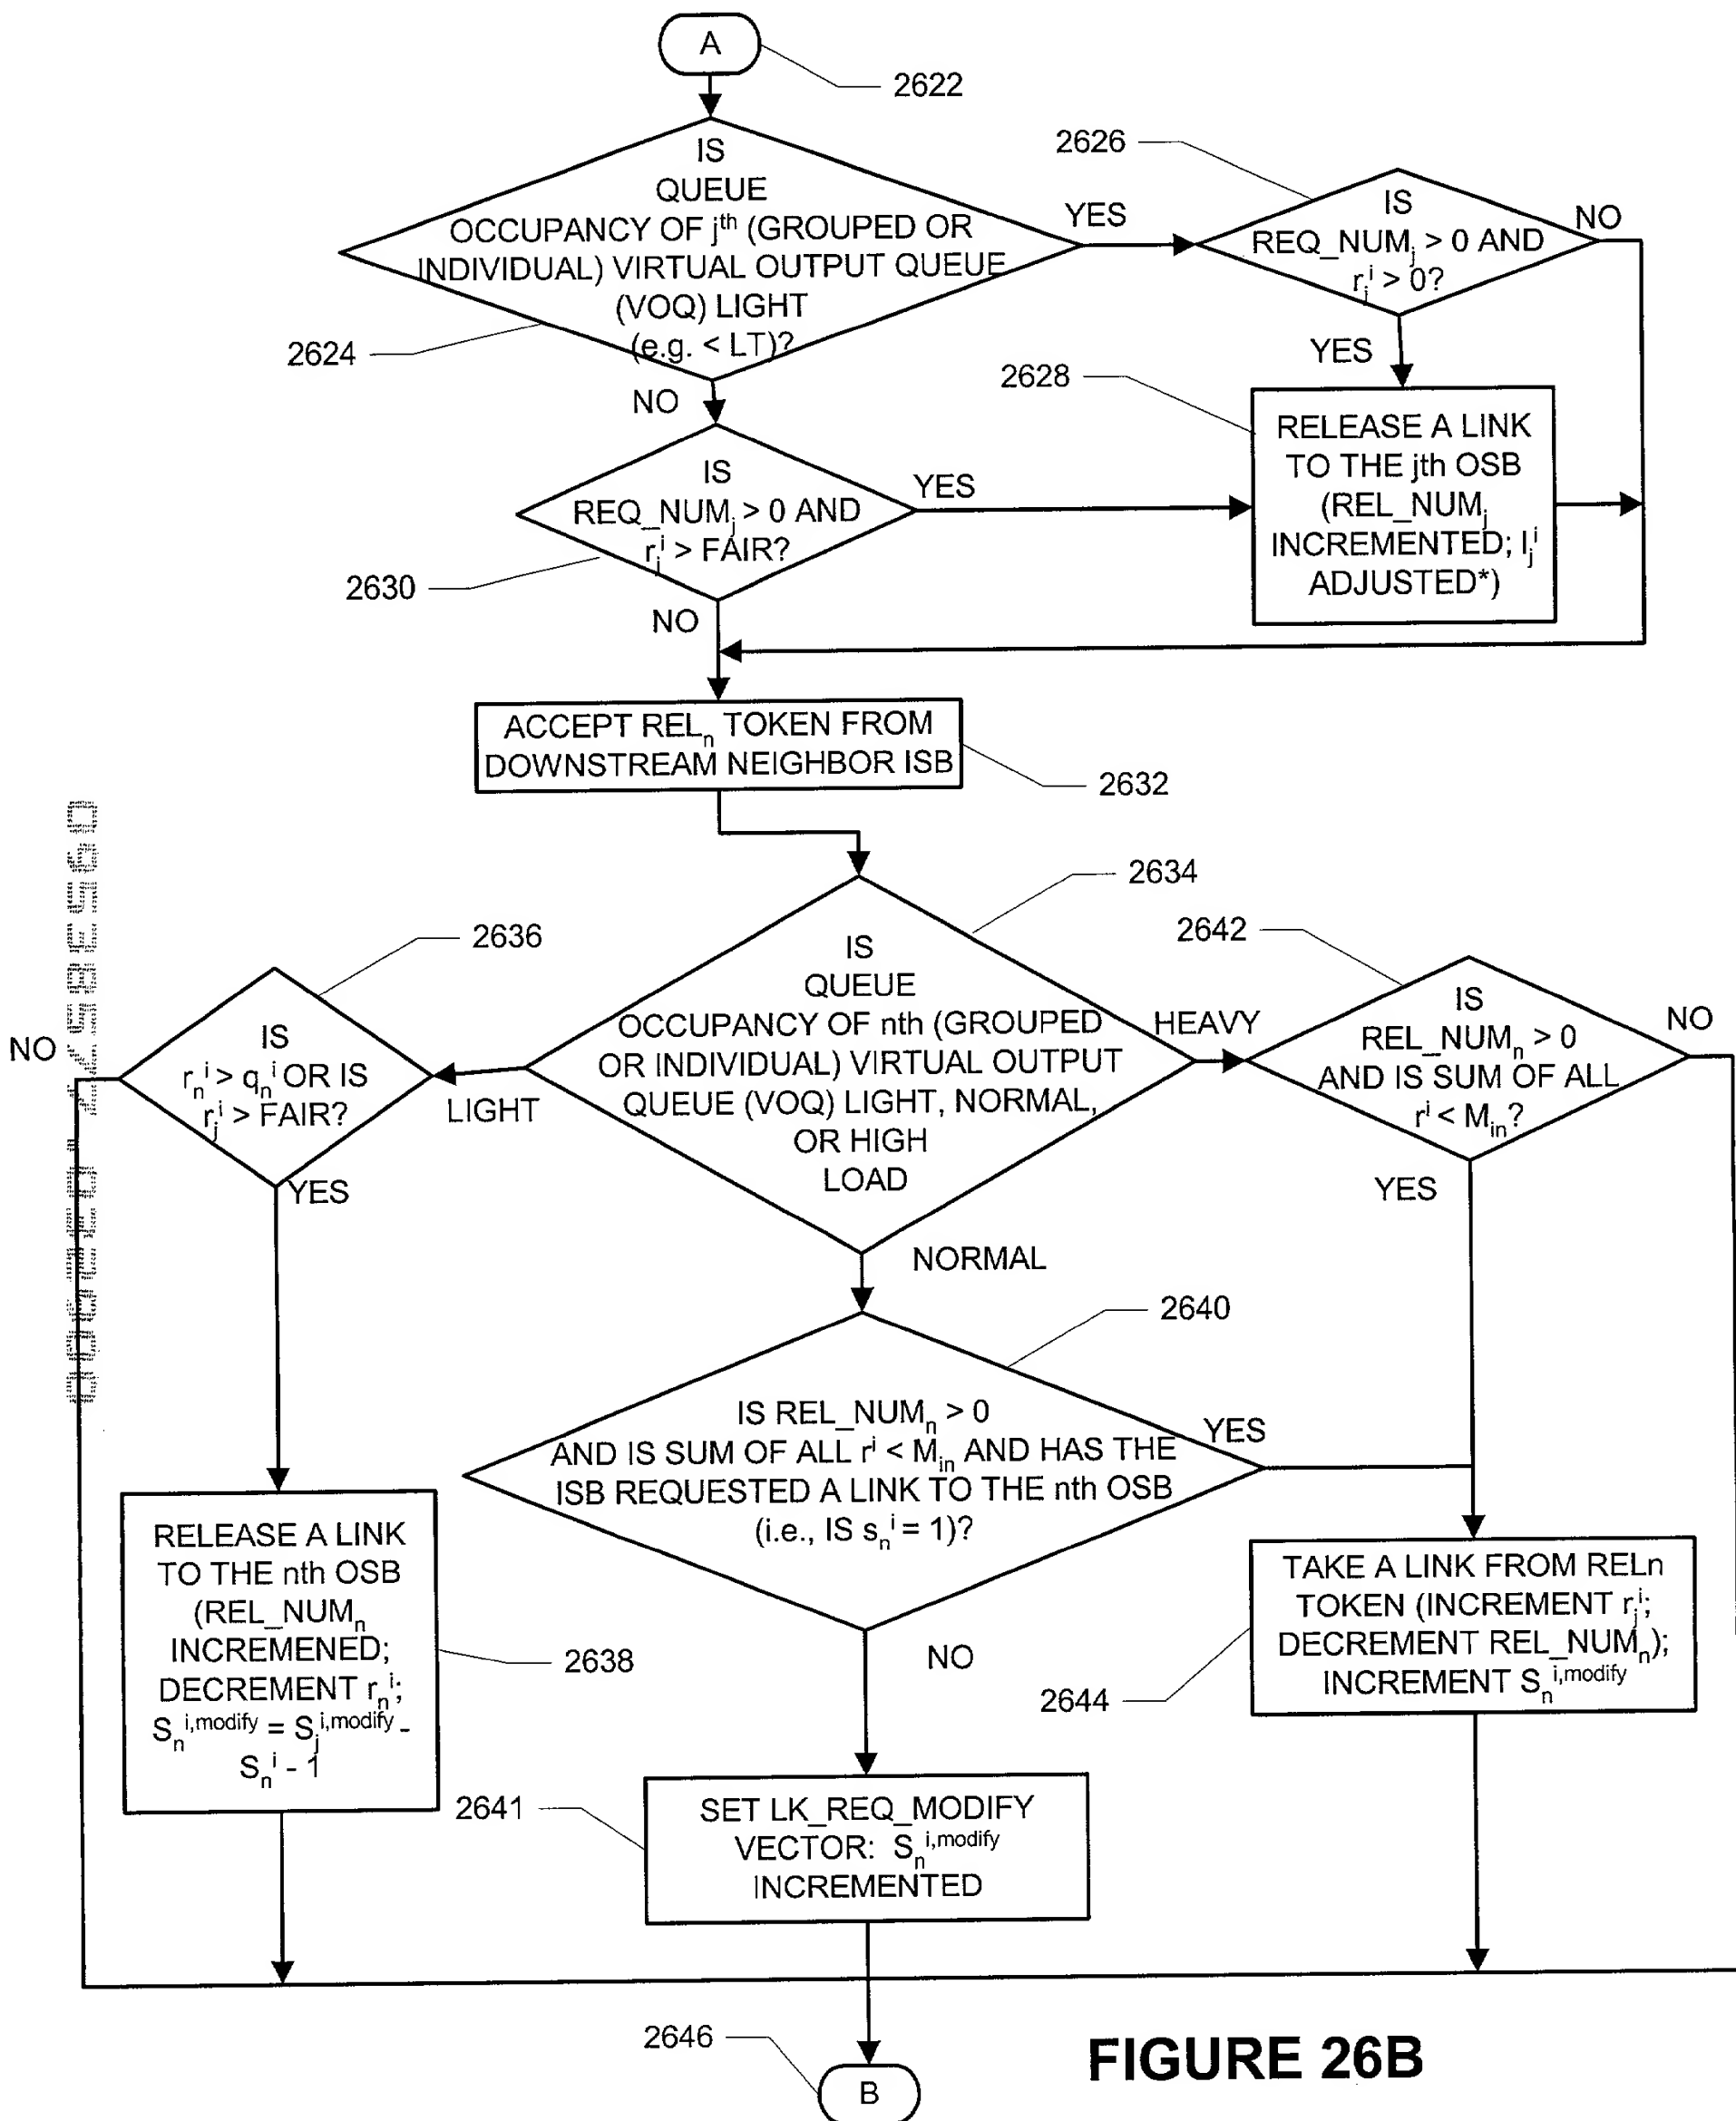 A
2622
IS
QUEUE
OCCUPANCY OF jth (GROUPED OR
INDIVIDUAL) VIRTUAL OUTPUT QUEUE
(VOQ) LIGHT
(e.g. < LT)?
2624
YES
NO
2626
IS
REQ_NUMj > 0 AND
rji > 0?
NO
YES
2628
RELEASE A LINK
TO THE jth OSB
(REL_NUMj
INCREMENTED; lji
ADJUSTED*)
IS
REQ_NUMj > 0 AND
rji > FAIR?
YES
2630
NO
ACCEPT RELn TOKEN FROM
DOWNSTREAM NEIGHBOR ISB
2632
2634
IS
QUEUE
OCCUPANCY OF nth (GROUPED
OR INDIVIDUAL) VIRTUAL OUTPUT
QUEUE (VOQ) LIGHT, NORMAL,
OR HIGH
LOAD
LIGHT
HEAVY
NORMAL
2636
NO
IS
rni > qni OR IS
rji > FAIR?
YES
2642
IS
REL_NUMn > 0
AND IS SUM OF ALL
ri < Min?
NO
YES
2640
IS REL_NUMn > 0
AND IS SUM OF ALL ri < Min AND HAS THE
ISB REQUESTED A LINK TO THE nth OSB
(i.e., IS sni = 1)?
YES
NO
RELEASE A LINK
TO THE nth OSB
(REL_NUMn
INCREMENED;
DECREMENT rni;
Sni,modify = Sji,modify -
Sni - 1
2638
TAKE A LINK FROM RELn
TOKEN (INCREMENT rji;
DECREMENT REL_NUMn);
INCREMENT Sni,modify
2644
2641
SET LK_REQ_MODIFY
VECTOR: Sni,modify
INCREMENTED
2646
B
FIGURE 26B